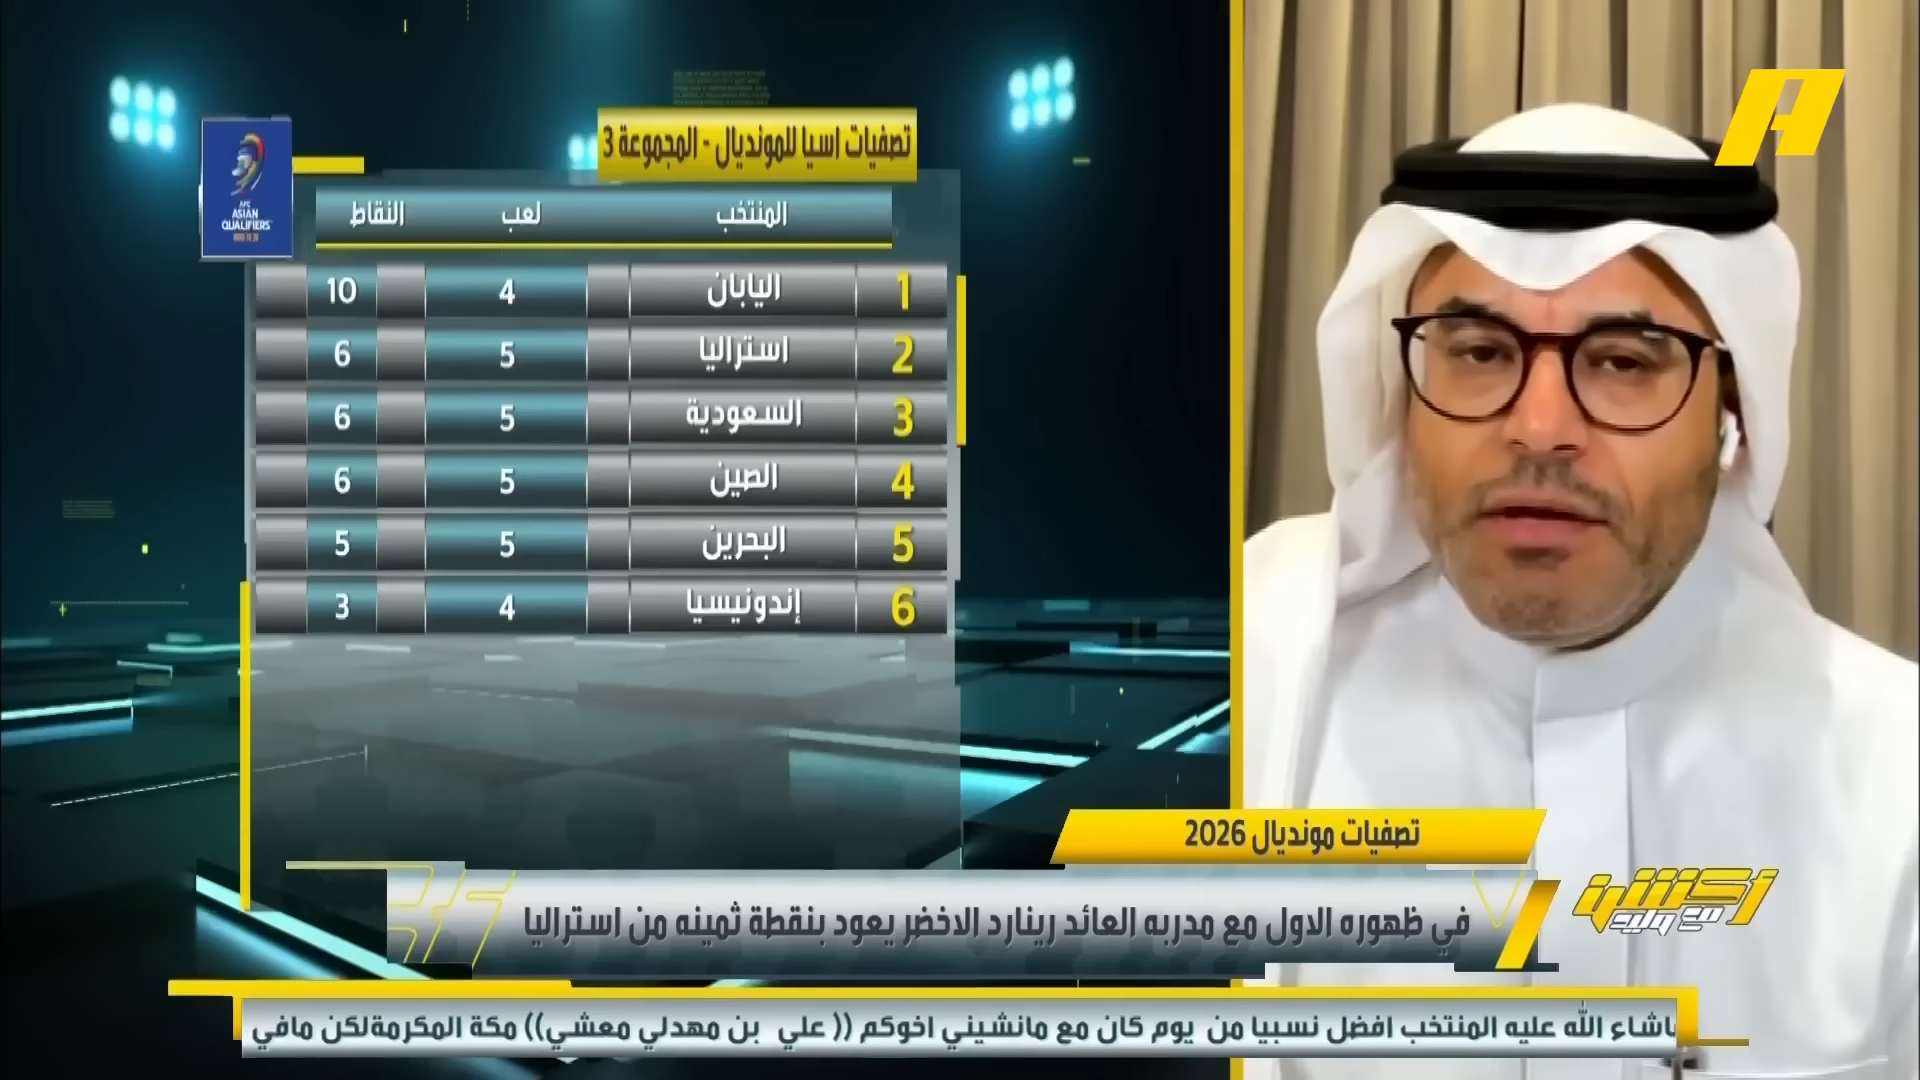 تصفيات اسيا للمونديال - المجموعة 3
AFC
ASIAN
QUALIFIERS
المنتخب لعب النقاط
1 اليابان 4 10
2 استراليا 5 6
3 السعودية 5 6
4 الصين 5 6
5 البحرين 5 5
6 إندونيسيا 4 3
تصفيات مونديال 2026
في ظهوره الاول مع مدربه العائد رينارد الاخضر يعود بنقطة ثمينه من استراليا
أكشن
مع وليد
اشاء الله عليه المنتخب افضل نسبيا من يوم كان مع مانشيني اخوكم (( علي بن مهدلي معشي)) مكة المكرمةلكن مافي